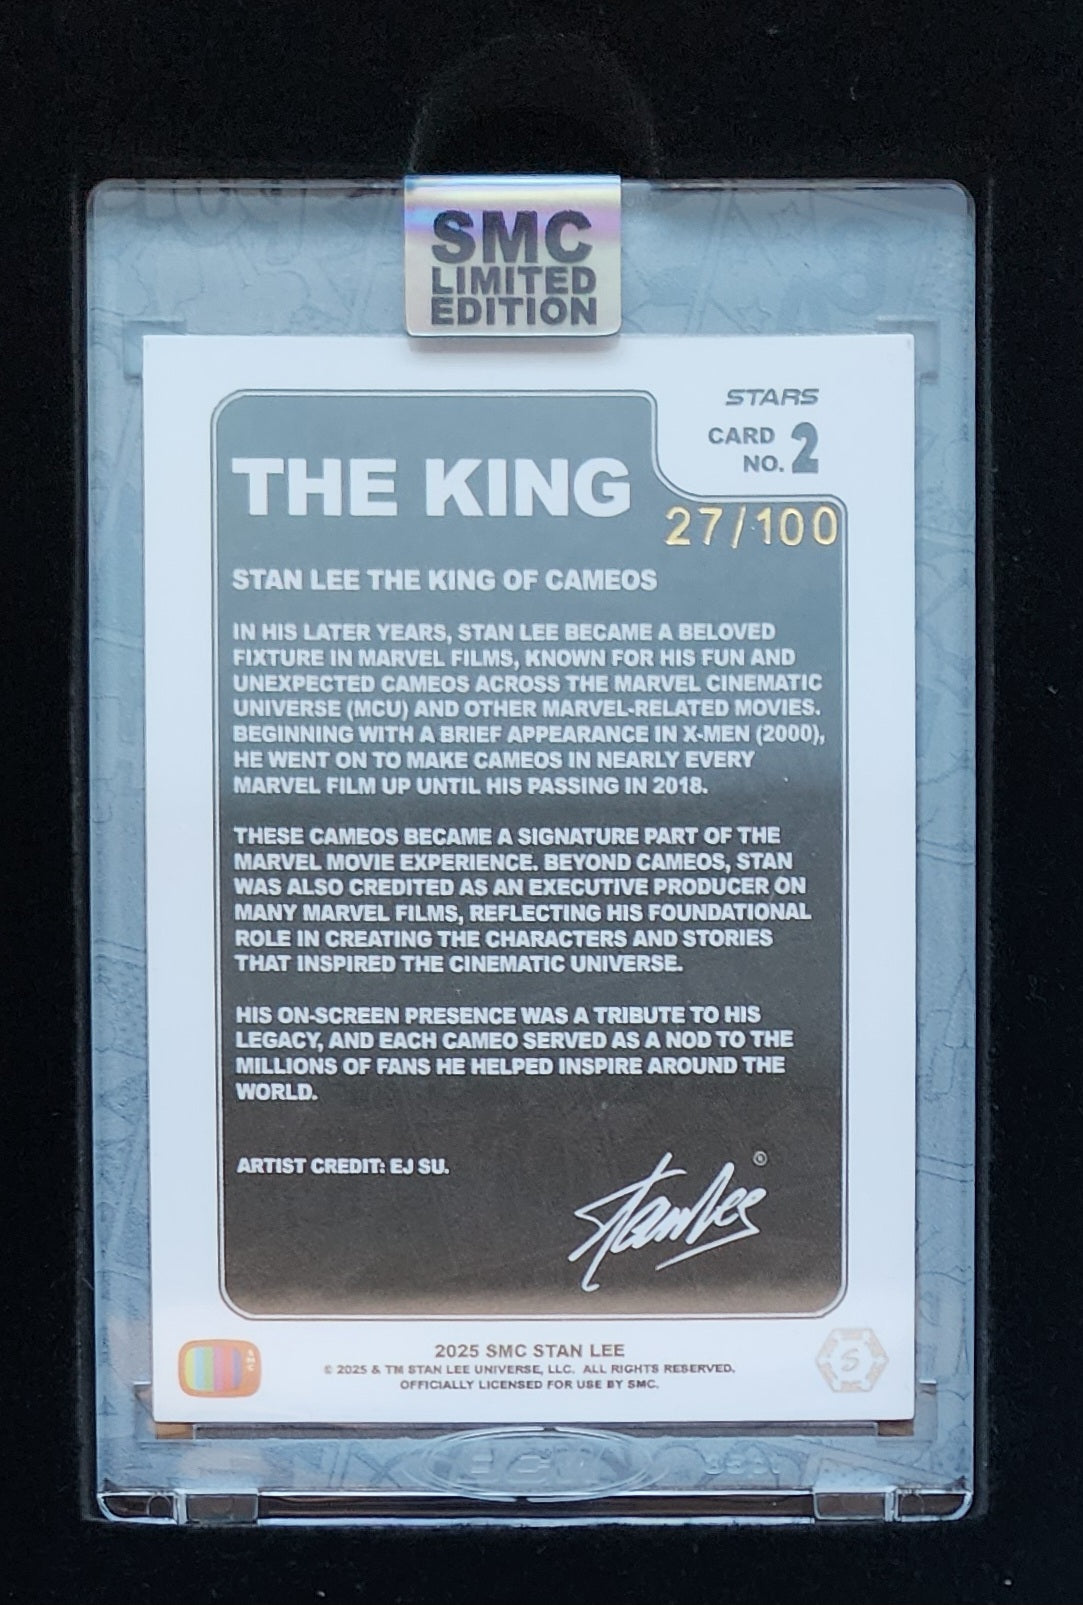 SMC
LIMITED
EDITION
STARS
CARD
NO. 2
THE KING
27/100
STAN LEE THE KING OF CAMEOS
IN HIS LATER YEARS, STAN LEE BECAME A BELOVED
FIXTURE IN MARVEL FILMS, KNOWN FOR HIS FUN AND
UNEXPECTED CAMEOS ACROSS THE MARVEL CINEMATIC
UNIVERSE (MCU) AND OTHER MARVEL-RELATED MOVIES.
BEGINNING WITH A BRIEF APPEARANCE IN X-MEN (2000),
HE WENT ON TO MAKE CAMEOS IN NEARLY EVERY
MARVEL FILM UP UNTIL HIS PASSING IN 2018.
THESE CAMEOS BECAME A SIGNATURE PART OF THE
MARVEL MOVIE EXPERIENCE. BEYOND CAMEOS, STAN
WAS ALSO CREDITED AS AN EXECUTIVE PRODUCER ON
MANY MARVEL FILMS, REFLECTING HIS FOUNDATIONAL
ROLE IN CREATING THE CHARACTERS AND STORIES
THAT INSPIRED THE CINEMATIC UNIVERSE.
HIS ON-SCREEN PRESENCE WAS A TRIBUTE TO HIS
LEGACY, AND EACH CAMEO SERVED AS A NOD TO THE
MILLIONS OF FANS HE HELPED INSPIRE AROUND THE
WORLD.
ARTIST CREDIT: EJ SU.
Stan Lee ®
2025 SMC STAN LEE
© 2025 & TM STAN LEE UNIVERSE, LLC. ALL RIGHTS RESERVED.
OFFICIALLY LICENSED FOR USE BY SMC.